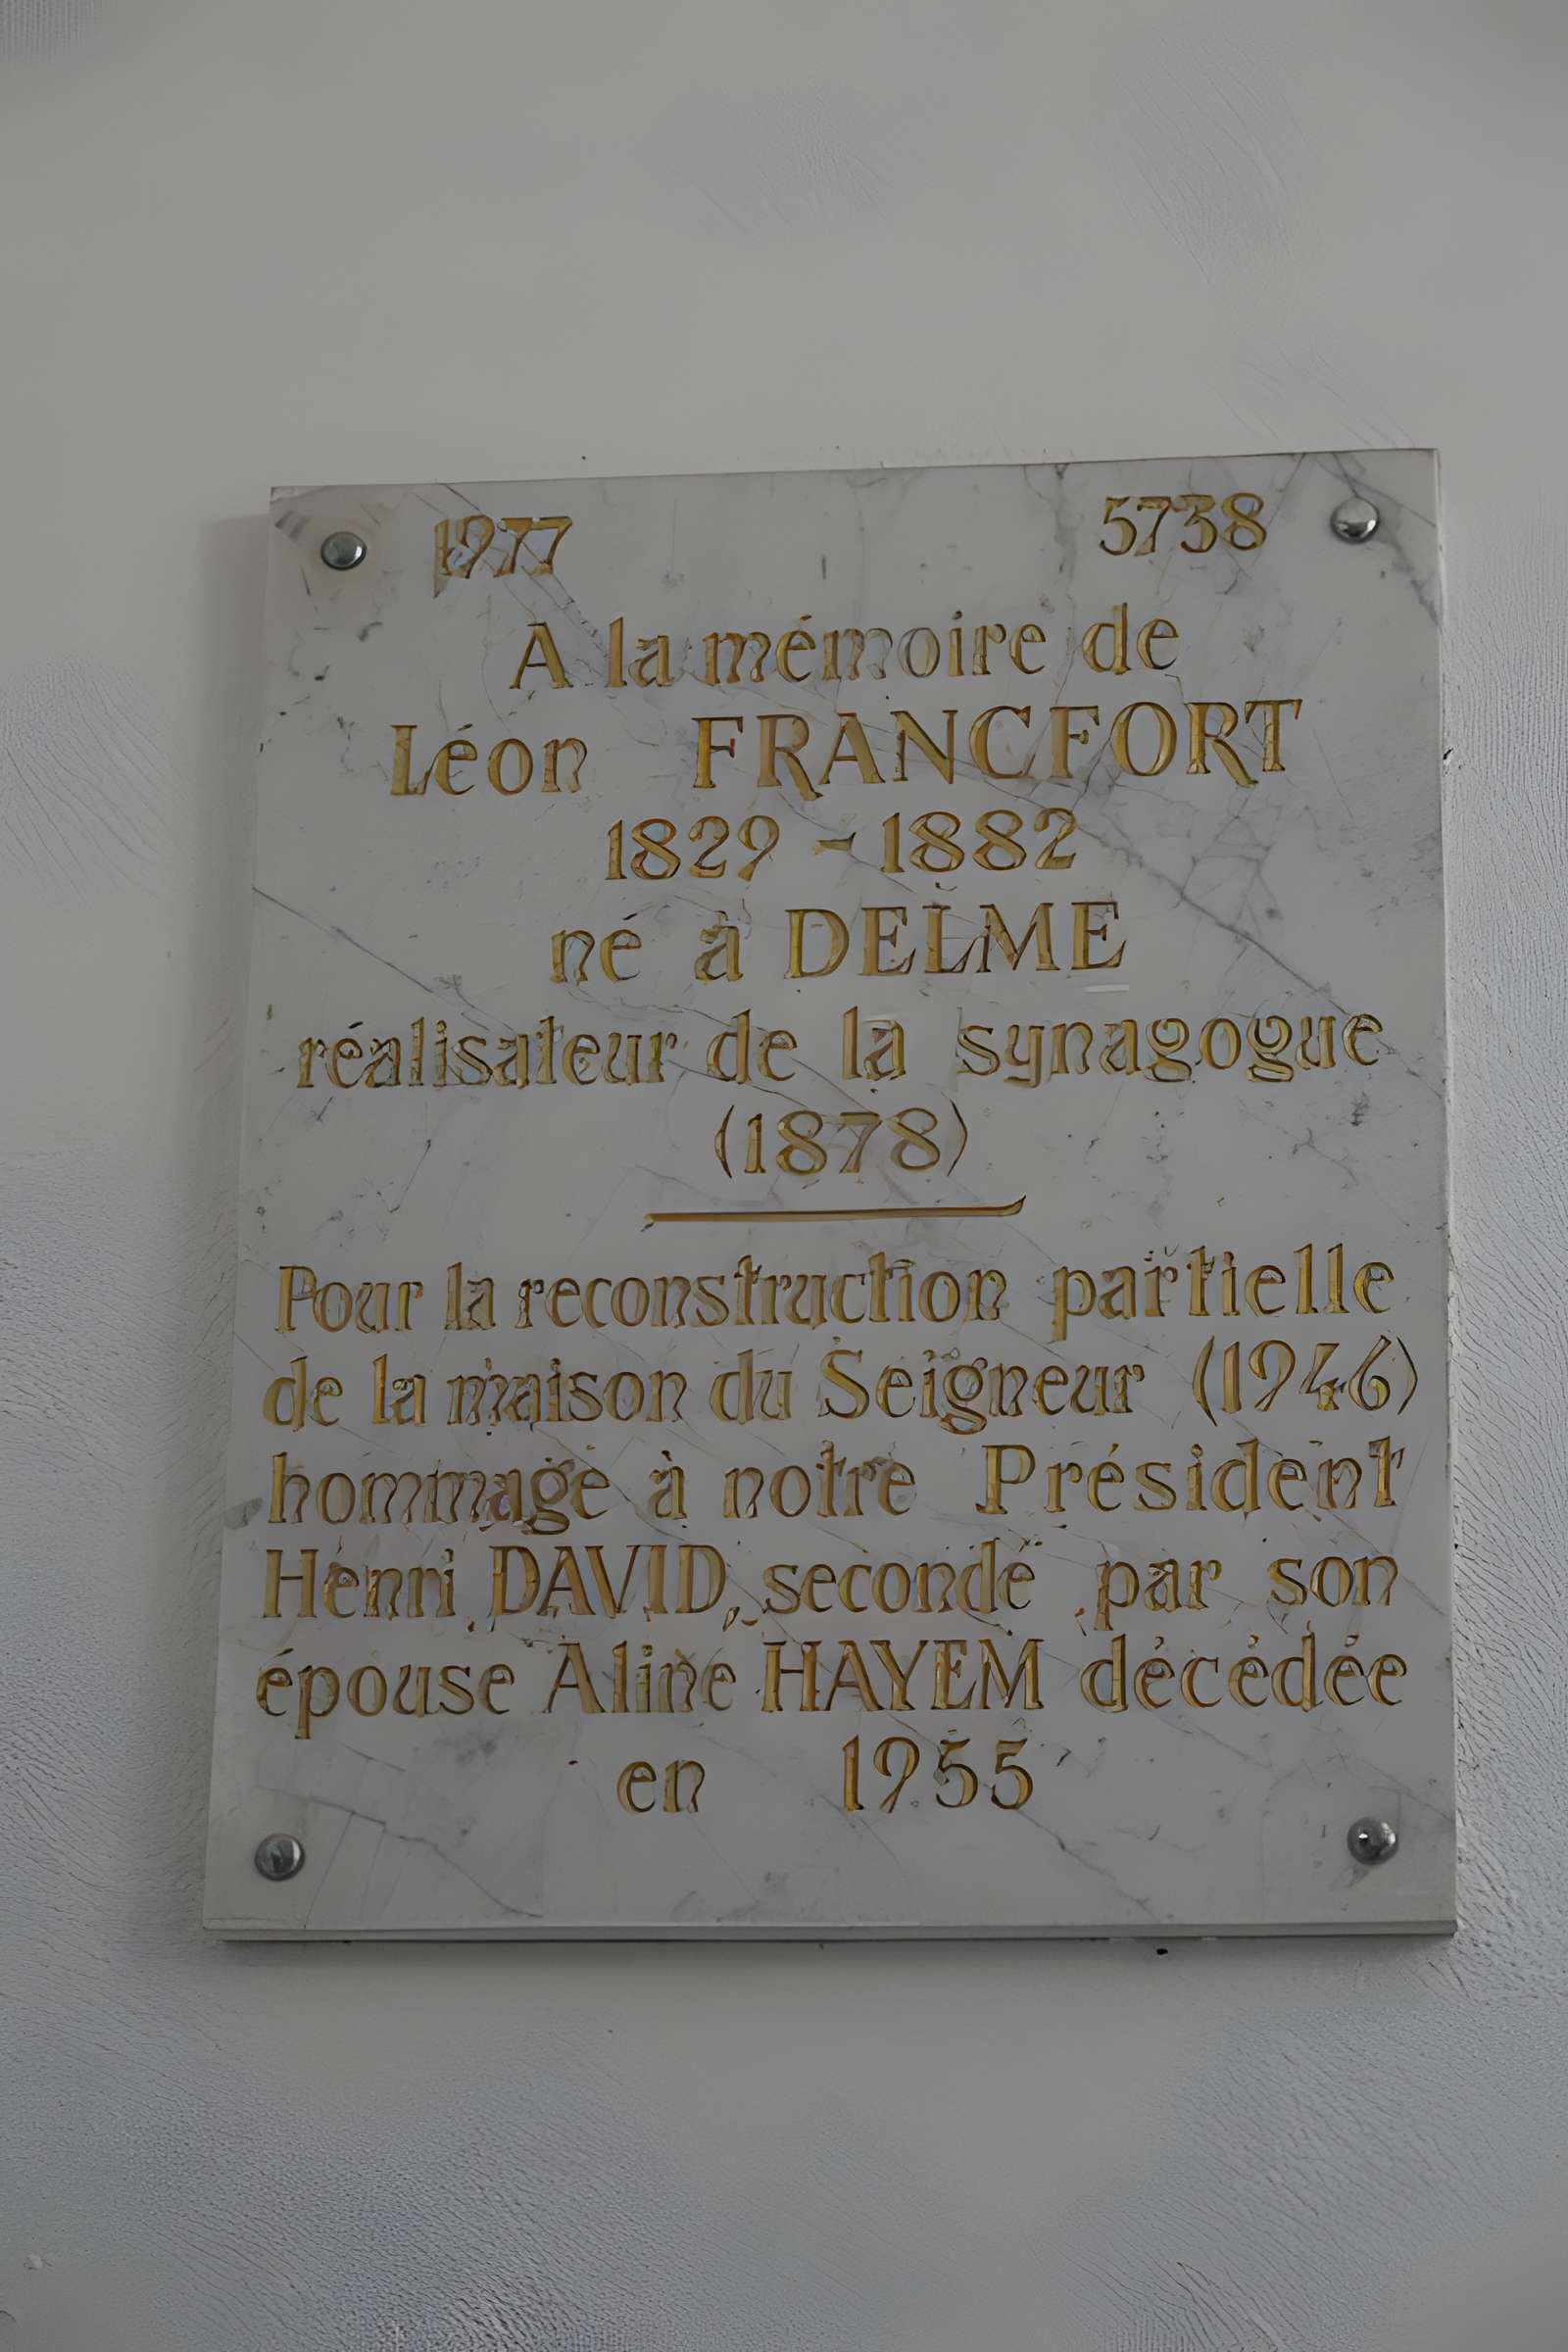 1977 5738
A la mémoire de
Léon FRANCFORT
1829 - 1882
né à DELME
réalisateur de la synagogue
(1878)
Pour la reconstruction partielle
de la maison du Seigneur (1946)
hommage à notre Président
Henri DAVID, secondé par son
épouse Aline HAYEM décédée
en 1955